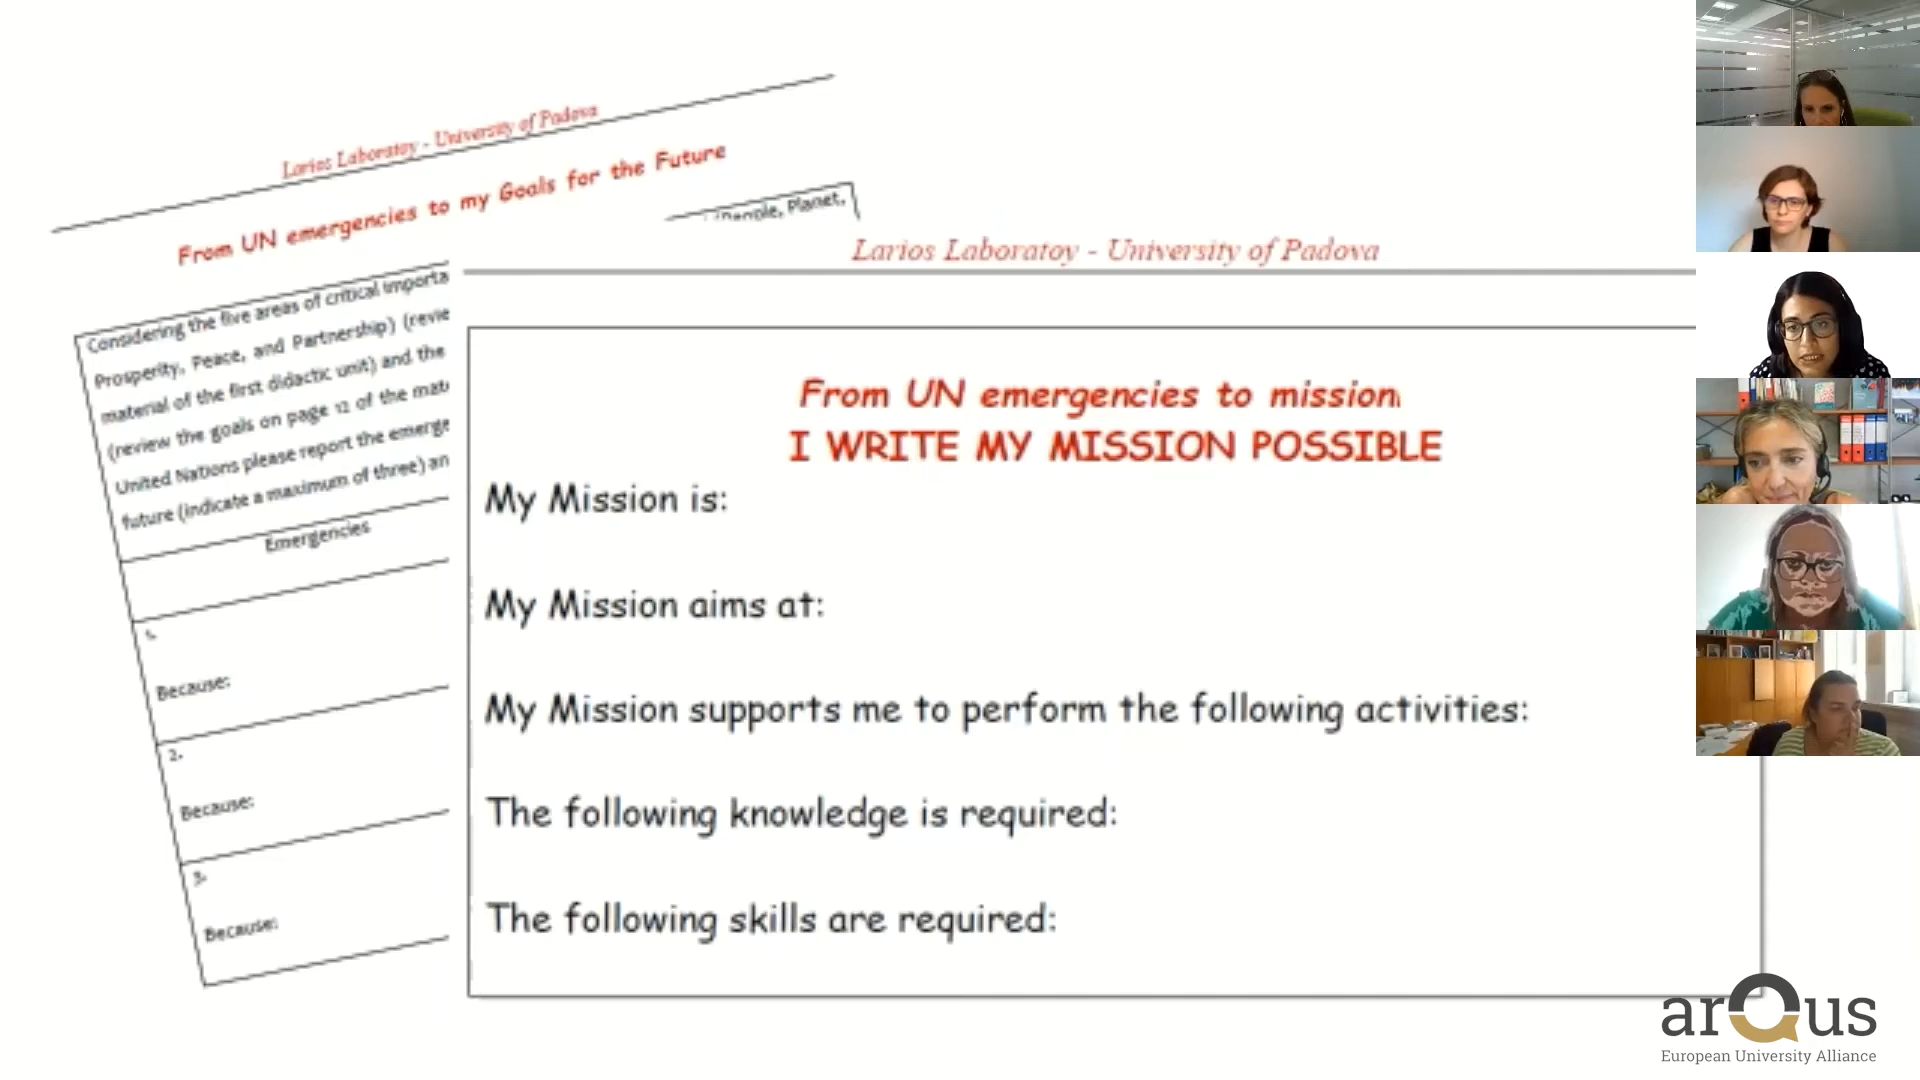 Larios Laboratoy - University of Padova
From UN emergencies to my Goals for the Future
(People, Planet,
Considering the five areas of critical importa
Prosperity, Peace, and Partnership) (revie
material of the first didactic unit) and the
(review the goals on page 12 of the mat
United Nations please report the emerge
future (indicate a maximum of three) an
Emergencies
1.
Because:
2.
Because:
3.
Because:
Larios Laboratoy - University of Padova
From UN emergencies to mission
I WRITE MY MISSION POSSIBLE
My Mission is:
My Mission aims at:
My Mission supports me to perform the following activities:
The following knowledge is required:
The following skills are required:
arQus
European University Alliance